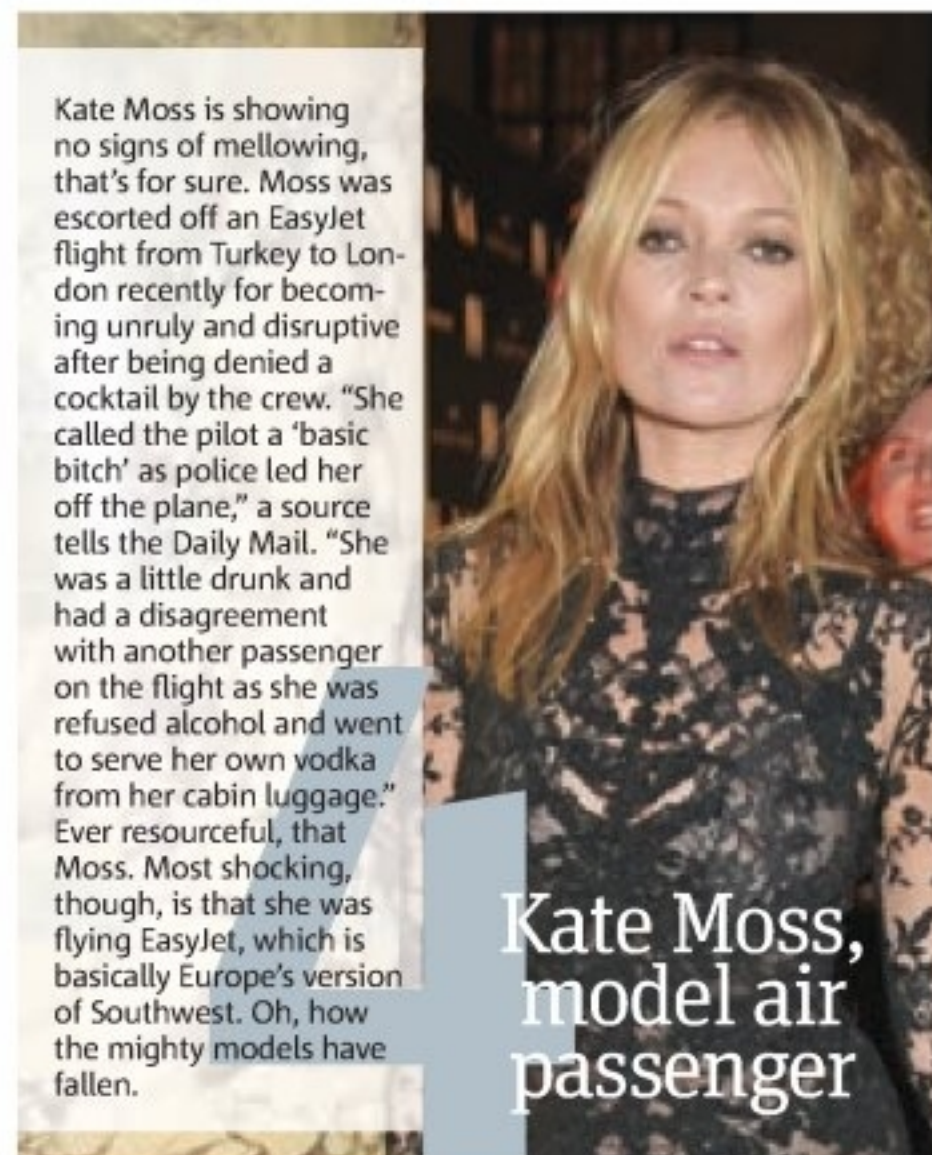 Kate Moss is showing
no signs of mellowing,
that's for sure. Moss was
escorted off an EasyJet
flight from Turkey to Lon-
don recently for becom-
ing unruly and disruptive
after being denied a
cocktail by the crew. “She
called the pilot a ‘basic
bitch’ as police led her
off the plane,” a source
tells the Daily Mail. “She
was a little drunk and
had a disagreement
with another passenger
on the flight as she was
refused alcohol and went
to serve her own vodka
from her cabin luggage.”
Ever resourceful, that
Moss. Most shocking,
though, is that she was
flying EasyJet, which is
basically Europe’s version
of Southwest. Oh, how
the mighty models have
fallen.
4
Kate Moss,
model air
passenger